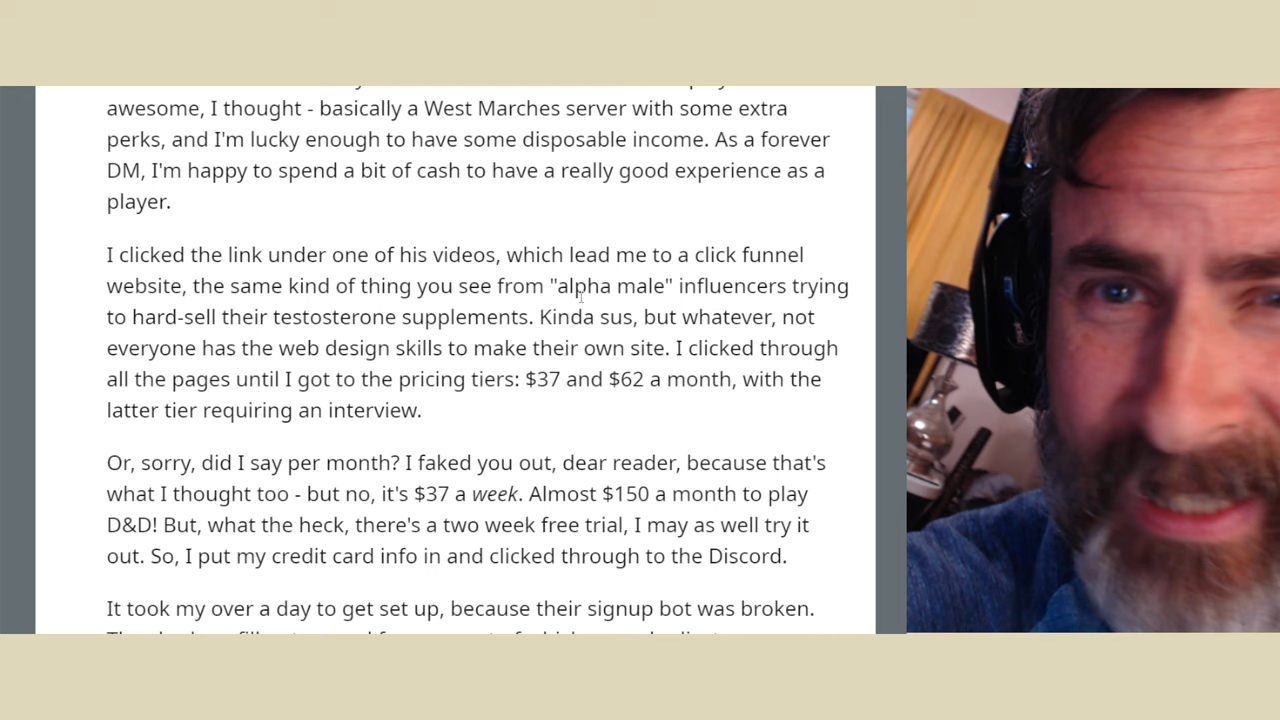 awesome, I thought - basically a West Marches server with some extra
perks, and I'm lucky enough to have some disposable income. As a forever
DM, I'm happy to spend a bit of cash to have a really good experience as a
player.
I clicked the link under one of his videos, which lead me to a click funnel
website, the same kind of thing you see from "alpha male" influencers trying
to hard-sell their testosterone supplements. Kinda sus, but whatever, not
everyone has the web design skills to make their own site. I clicked through
all the pages until I got to the pricing tiers: $37 and $62 a month, with the
latter tier requiring an interview.
Or, sorry, did I say per month? I faked you out, dear reader, because that's
what I thought too - but no, it's $37 a week. Almost $150 a month to play
D&D! But, what the heck, there's a two week free trial, I may as well try it
out. So, I put my credit card info in and clicked through to the Discord.
It took my over a day to get set up, because their signup bot was broken.